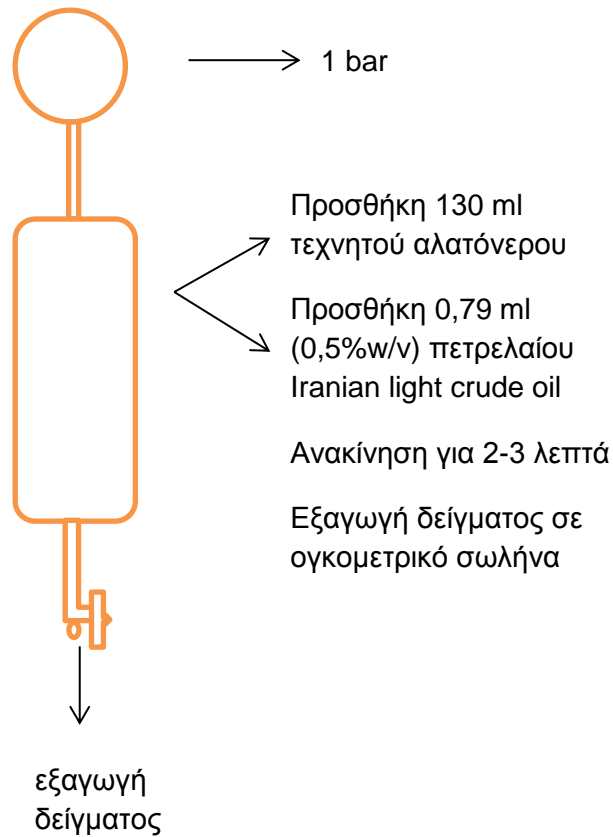 1 bar
Προσθήκη 130 ml
τεχνητού αλατόνερου
Προσθήκη 0,79 ml
(0,5%w/v) πετρελαίου
Iranian light crude oil
Ανακίνηση για 2-3 λεπτά
Εξαγωγή δείγματος σε
ογκομετρικό σωλήνα
εξαγωγή
δείγματος